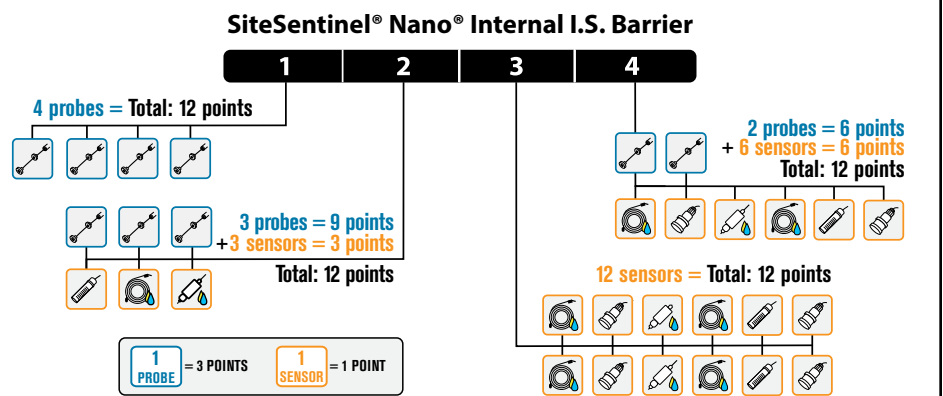 SiteSentinel® Nano® Internal I.S. Barrier
1 2 3 4
4 probes = Total: 12 points
2 probes = 6 points
+ 6 sensors = 6 points
Total: 12 points
3 probes = 9 points
+3 sensors = 3 points
Total: 12 points
12 sensors = Total: 12 points
1
PROBE
= 3 POINTS
1
SENSOR
= 1 POINT